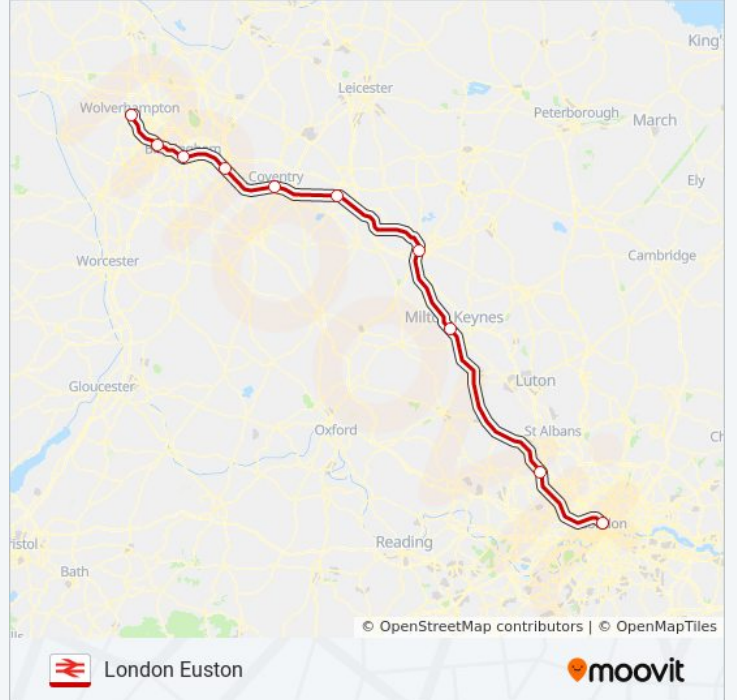 King'
Leicester
Wolverhampton
Peterborough
March
Coventry
Ely
Worcester
Cambridge
Milton Keynes
Gloucester
Luton
Oxford
St Albans
Reading
ristol
Bath
© OpenStreetMap contributors | © OpenMapTiles
London Euston
moovit